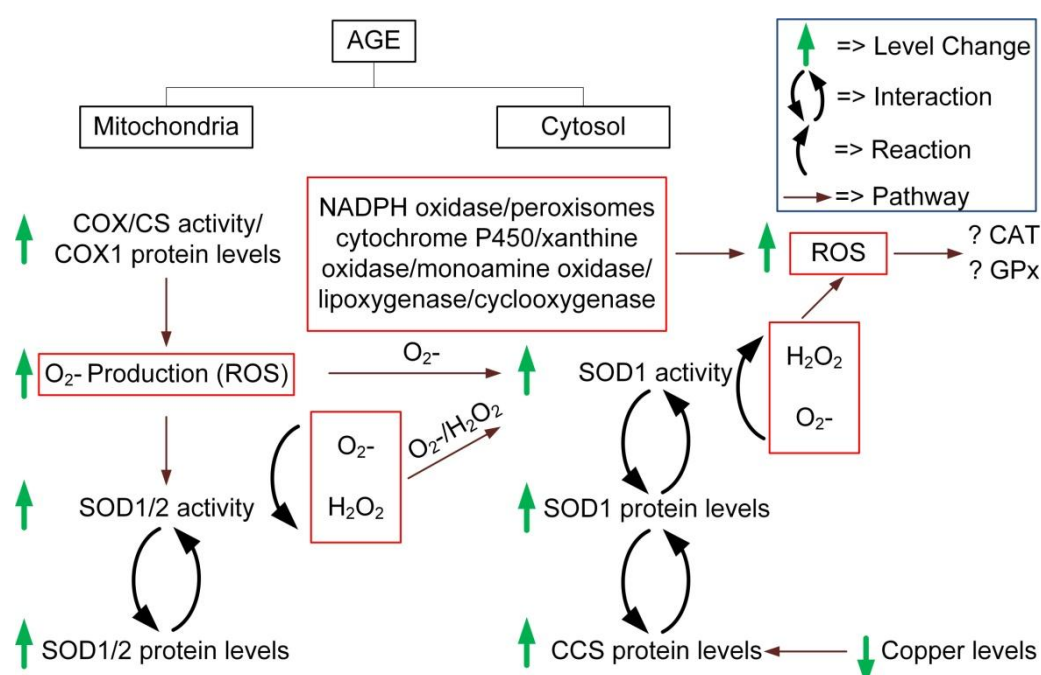 AGE
Mitochondria
Cytosol
=> Level Change
=> Interaction
=> Reaction
=> Pathway
COX/CS activity/
COX1 protein levels
NADPH oxidase/peroxisomes
cytochrome P450/xanthine
oxidase/monoamine oxidase/
lipoxygenase/cyclooxygenase
ROS
? CAT
? GPx
O₂- Production (ROS)
O₂-
SOD1 activity
H₂O₂
O₂-
O₂-
H₂O₂
O₂-/H₂O₂
SOD1/2 activity
SOD1 protein levels
SOD1/2 protein levels
CCS protein levels
Copper levels